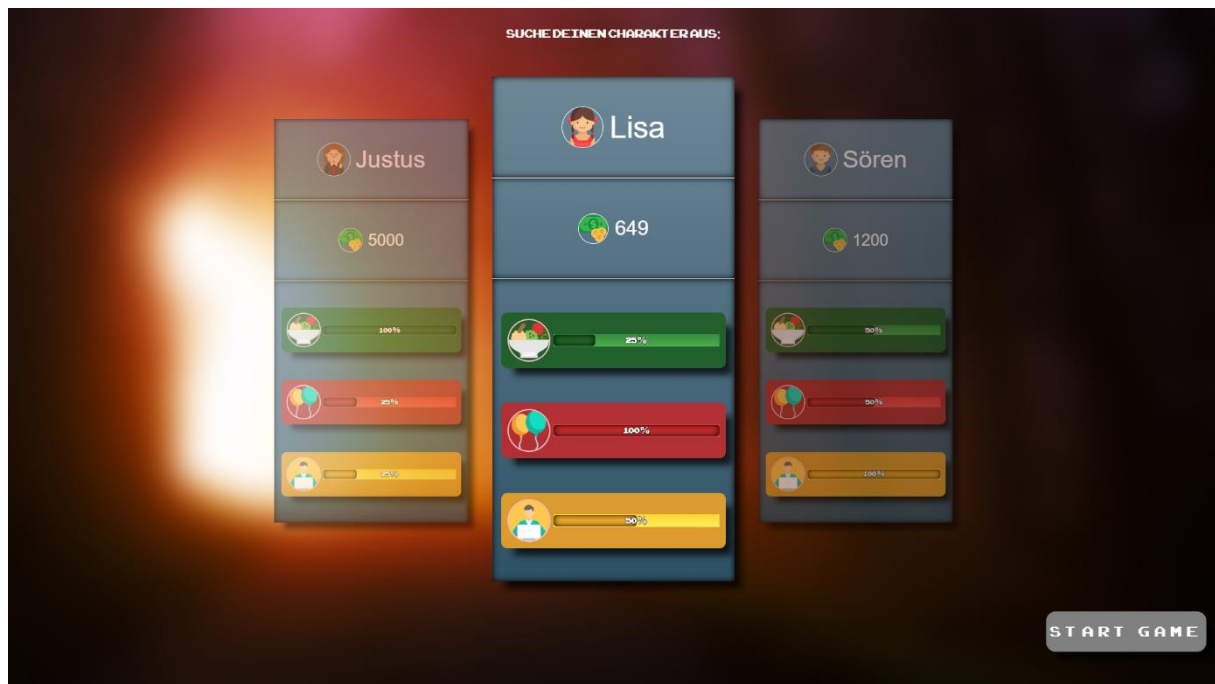 SUCHE DEINEN CHARAKTER AUS:
Justus
5000
100%
25%
25%
Lisa
649
25%
100%
50%
Sören
1200
50%
50%
100%
START GAME